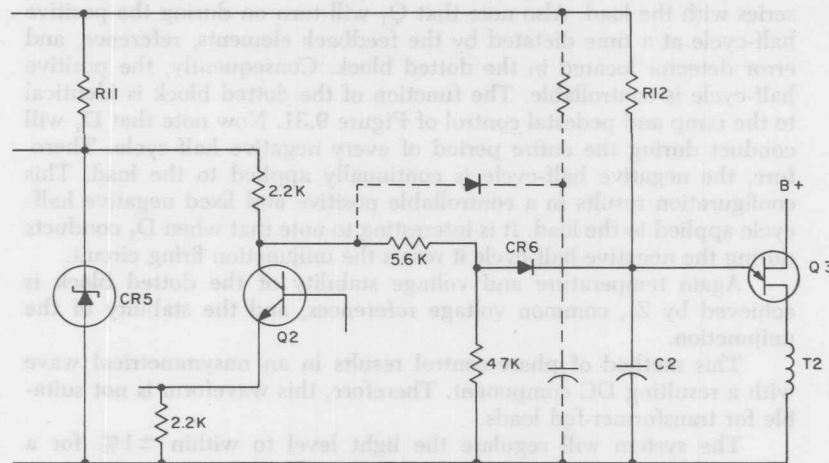 series with the load. Also note that Q₁ will turn on during the positive
half-cycle at a time dictated by the feedback elements, reference, and
error detector located in the dotted block. Consequently, the positive
half-cycle is controllable. The function of the dotted block is identical
to the ramp and pedestal control of Figure 9.31. Now note that D₁ will
conduct during the entire period of every negative half-cycle. There-
fore, the negative half-cycle is continually applied to the load. This
configuration results in a controllable positive and fixed negative half-
cycle applied to the load. It is interesting to note that when D₁ conducts
during the negative half-cycle it resets the unijunction firing circuit.
Again temperature and voltage stability of the dotted block is
achieved by Z₁, common voltage references, and the stability of the
unijunction.
This method of phase control results in an unsymmetrical wave
with a resulting DC component. Therefore, this waveform is not suita-
ble for transformer-fed loads.
The system will regulate the light level to within ±1% for a
R11
R12
2.2K
B+
5.6K
CR6
Q3
CR5
Q2
47K
C2
T2
2.2K